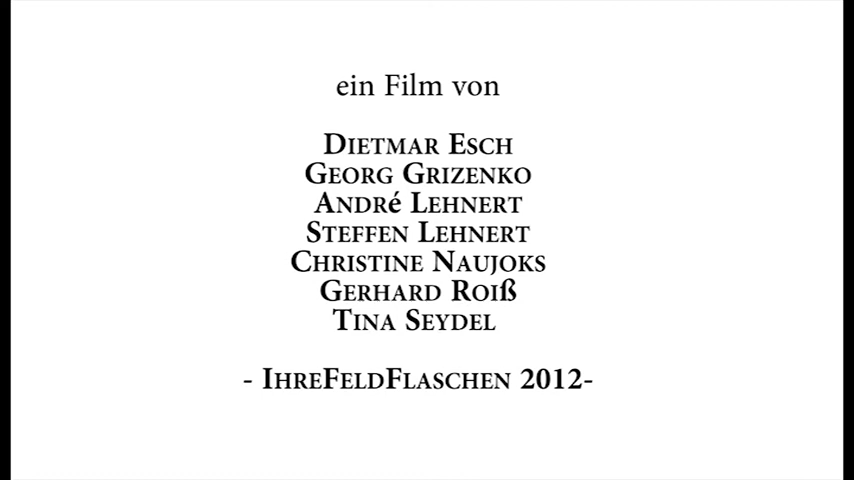 ein Film von
Dietmar Esch
Georg Grizenko
André Lehnert
Steffen Lehnert
Christine Naujoks
Gerhard Roiß
Tina Seydel
- IhreFeldFlaschen 2012-